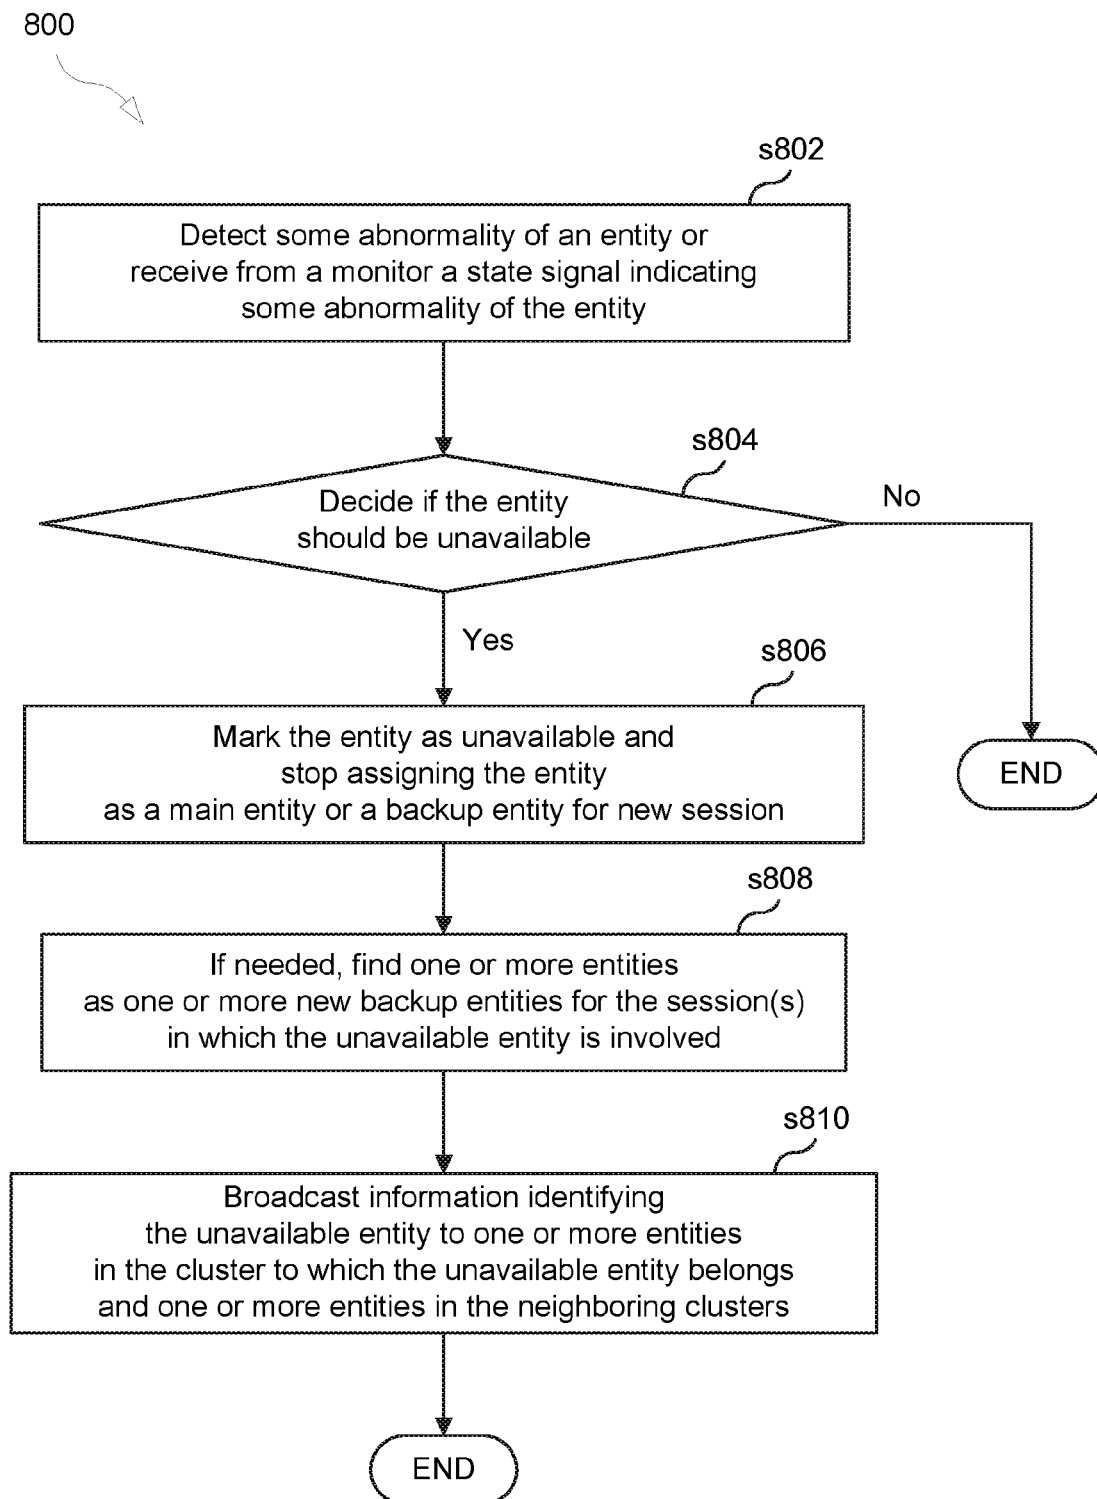 800
s802
Detect some abnormality of an entity or
receive from a monitor a state signal indicating
some abnormality of the entity
s804
Decide if the entity
should be unavailable
No
Yes
s806
Mark the entity as unavailable and
stop assigning the entity
as a main entity or a backup entity for new session
END
s808
If needed, find one or more entities
as one or more new backup entities for the session(s)
in which the unavailable entity is involved
s810
Broadcast information identifying
the unavailable entity to one or more entities
in the cluster to which the unavailable entity belongs
and one or more entities in the neighboring clusters
END